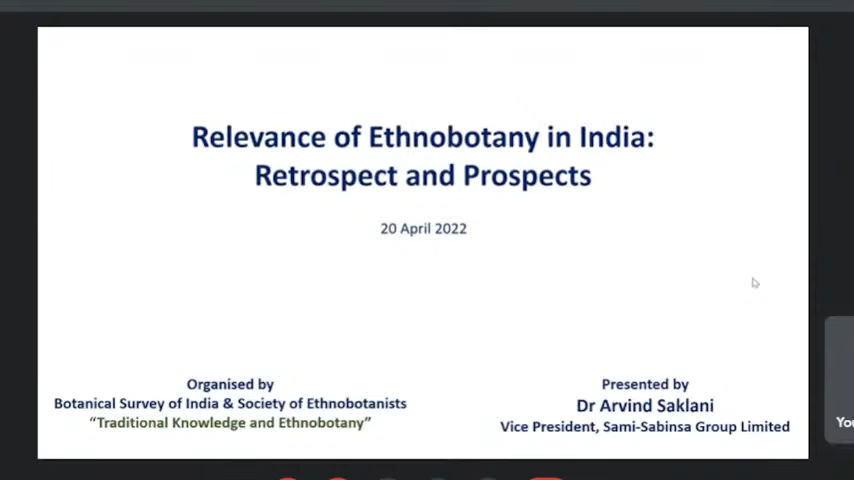 Relevance of Ethnobotany in India:
Retrospect and Prospects
20 April 2022
Organised by
Botanical Survey of India & Society of Ethnobotanists
“Traditional Knowledge and Ethnobotany”
Presented by
Dr Arvind Saklani
Vice President, Sami-Sabinsa Group Limited